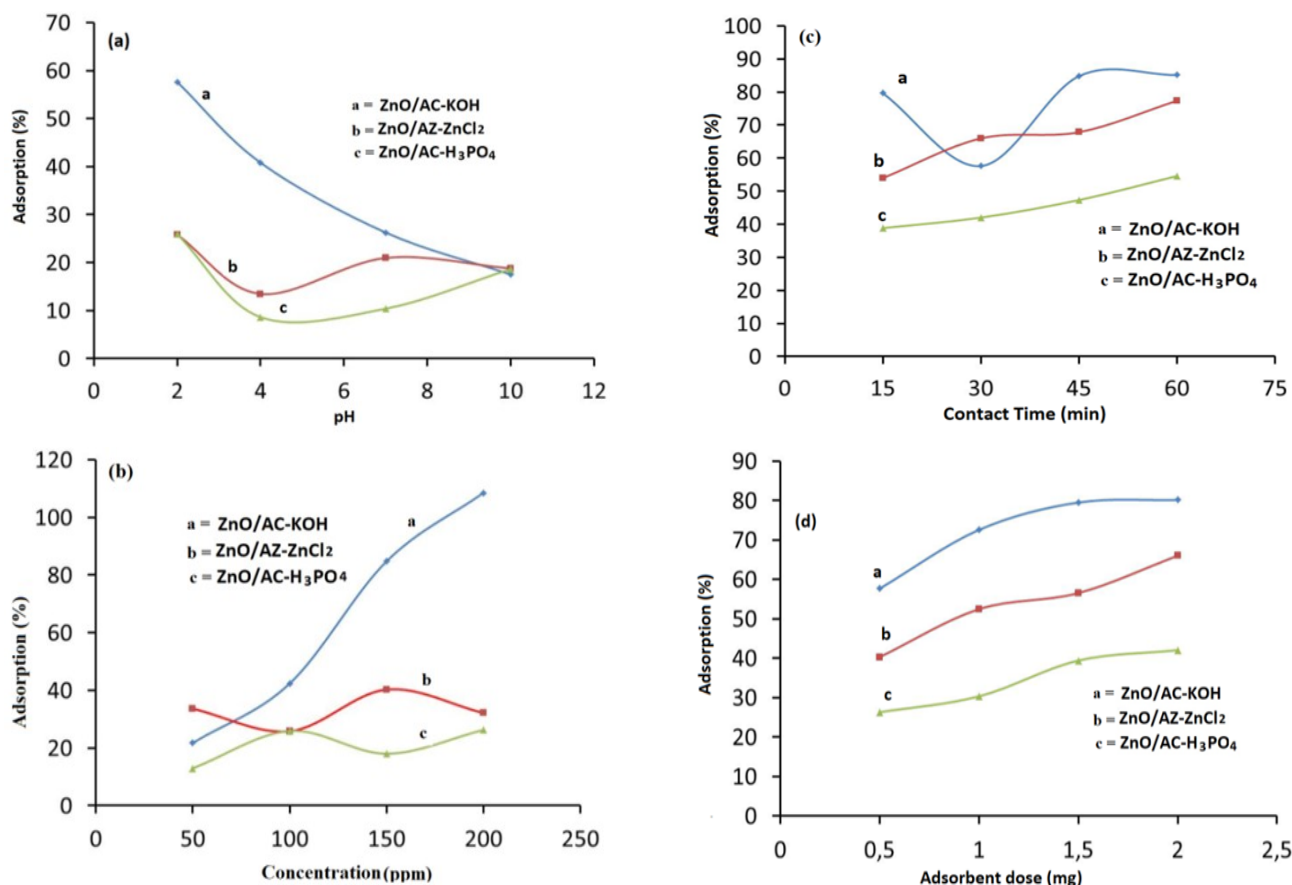 (a)
Adsorption (%)
70
60
50
40
30
20
10
0
a
b
c
a = ZnO/AC-KOH
b = ZnO/AZ-ZnCl2
c = ZnO/AC-H3PO4
0 2 4 6 8 10 12
pH
(c)
Adsorption (%)
100
90
80
70
60
50
40
30
20
10
0
a
b
c
a = ZnO/AC-KOH
b = ZnO/AZ-ZnCl2
c = ZnO/AC-H3PO4
0 15 30 45 60 75
Contact Time (min)
(b)
Adsorption (%)
120
100
80
60
40
20
0
a = ZnO/AC-KOH
b = ZnO/AZ-ZnCl2
c = ZnO/AC-H3PO4
a
b
c
0 50 100 150 200 250
Concentration (ppm)
(d)
Adsorption (%)
90
80
70
60
50
40
30
20
10
0
a
b
c
a = ZnO/AC-KOH
b = ZnO/AZ-ZnCl2
c = ZnO/AC-H3PO4
0 0,5 1 1,5 2 2,5
Adsorbent dose (mg)